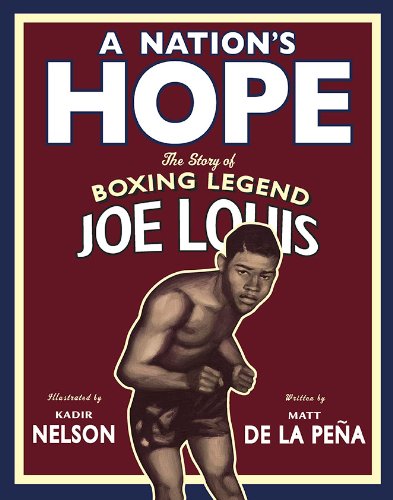 A NATION'S
HOPE
The Story of
BOXING LEGEND
JOE LOUIS
Illustrated by
KADIR
NELSON
Written by
MATT
DE LA PEÑA